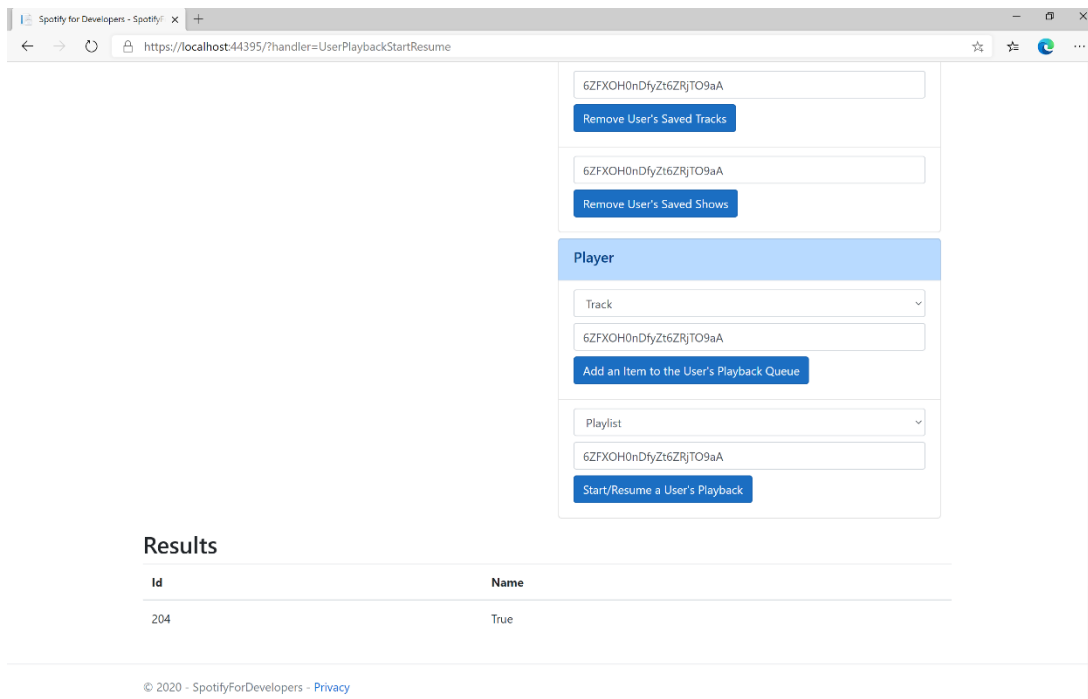 Spotify for Developers - SpotifyF
https://localhost:44395/?handler=UserPlaybackStartResume
6ZFXOH0nDfyZt6ZRjTO9aA
Remove User's Saved Tracks
6ZFXOH0nDfyZt6ZRjTO9aA
Remove User's Saved Shows
Player
Track
6ZFXOH0nDfyZt6ZRjTO9aA
Add an Item to the User's Playback Queue
Playlist
6ZFXOH0nDfyZt6ZRjTO9aA
Start/Resume a User's Playback
Results
Id Name
204 True
© 2020 - SpotifyForDevelopers - Privacy